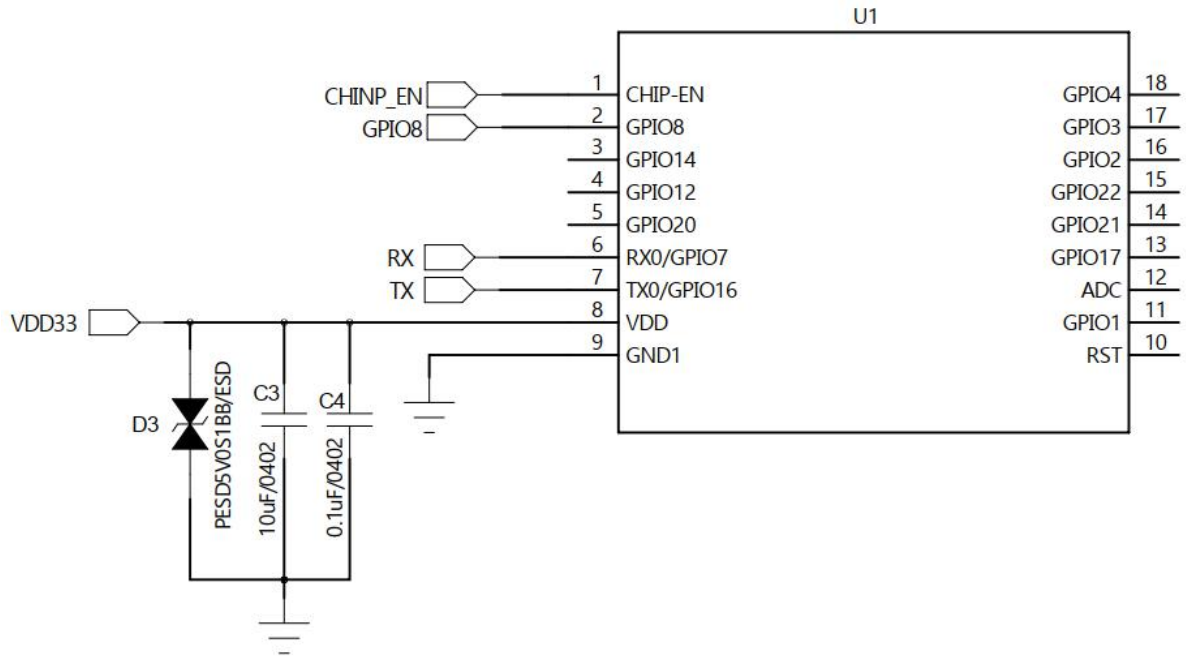 U1
CHINP_EN
1
CHIP-EN
GPIO4
18
GPIO8
2
GPIO8
GPIO3
17
3
GPIO14
GPIO2
16
4
GPIO12
GPIO22
15
5
GPIO20
GPIO21
14
RX
6
RX0/GPIO7
GPIO17
13
TX
7
TX0/GPIO16
ADC
12
VDD33
8
VDD
GPIO1
11
9
GND1
RST
10
D3
PESD5V0S1BB/ESD
C3
10uF/0402
C4
0.1uF/0402